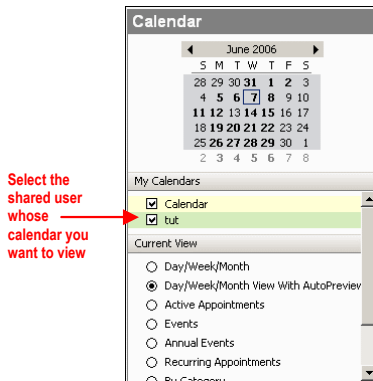 Calendar
June 2006
S M T W T F S
28 29 30 31 1 2 3
4 5 6 7 8 9 10
11 12 13 14 15 16 17
18 19 20 21 22 23 24
25 26 27 28 29 30 1
2 3 4 5 6 7 8
My Calendars
Calendar
tut
Select the
shared user
whose
calendar you
want to view
Current View
Day/Week/Month
Day/Week/Month View With AutoPreview
Active Appointments
Events
Annual Events
Recurring Appointments
By Category